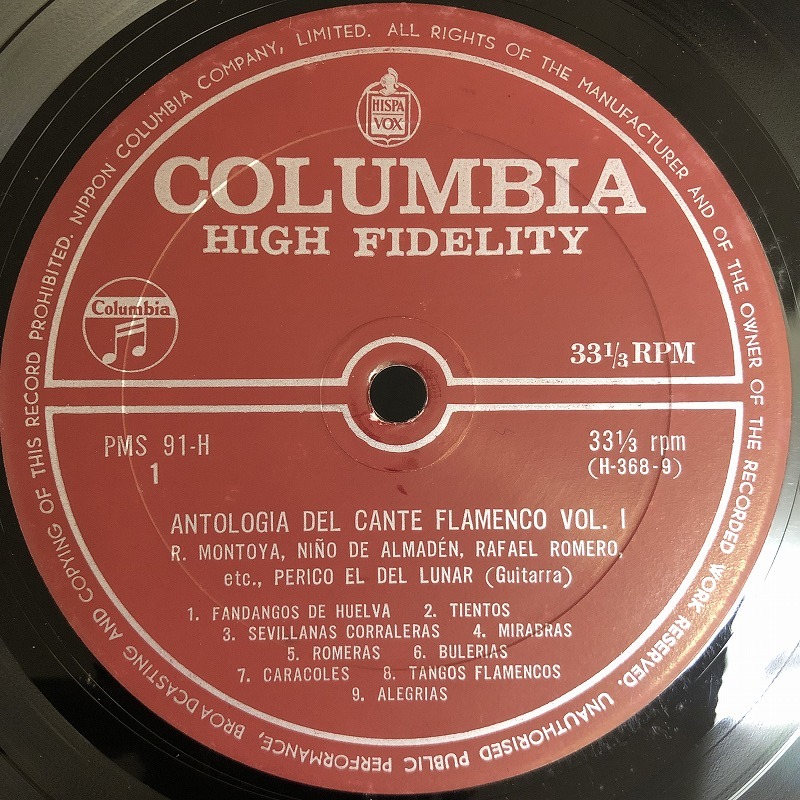 NIPPON COLUMBIA COMPANY, LIMITED. ALL RIGHTS OF THE MANUFACTURER AND OF THE OWNER OF THE RECORDED WORK RESERVED. UNAUTHORISED PUBLIC PERFORMANCE, BROADCASTING AND COPYING OF THIS RECORD PROHIBITED.
HISPA
VOX
COLUMBIA
HIGH FIDELITY
Columbia
33⅓ RPM
PMS 91-H
1
33⅓ rpm
(H-368-9)
ANTOLOGIA DEL CANTE FLAMENCO VOL. I
R. MONTOYA, NIÑO DE ALMADÉN, RAFAEL ROMERO,
etc., PERICO EL DEL LUNAR (Guitarra)
1. FANDANGOS DE HUELVA 2. TIENTOS
3. SEVILLANAS CORRALERAS 4. MIRABRAS
5. ROMERAS 6. BULERIAS
7. CARACOLES 8. TANGOS FLAMENCOS
9. ALEGRIAS